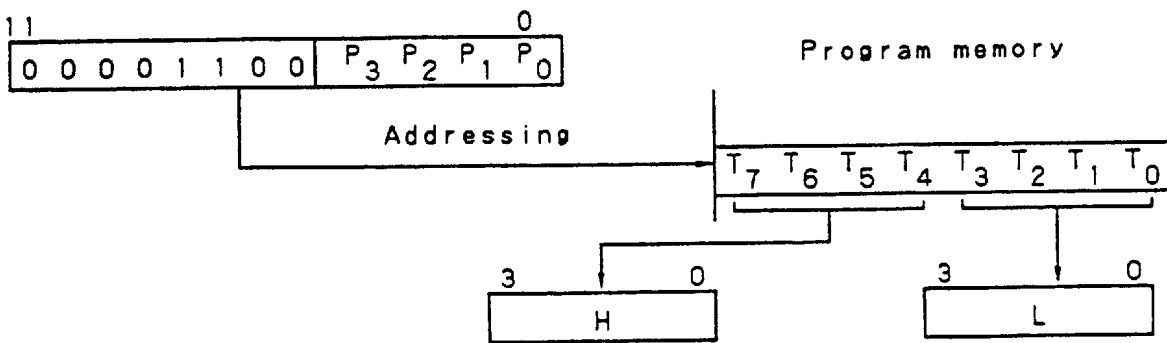 11 0
0 0 0 0 1 1 0 0 P3 P2 P1 P0
Program memory
Addressing
T7 T6 T5 T4 T3 T2 T1 T0
3 0
H
3 0
L